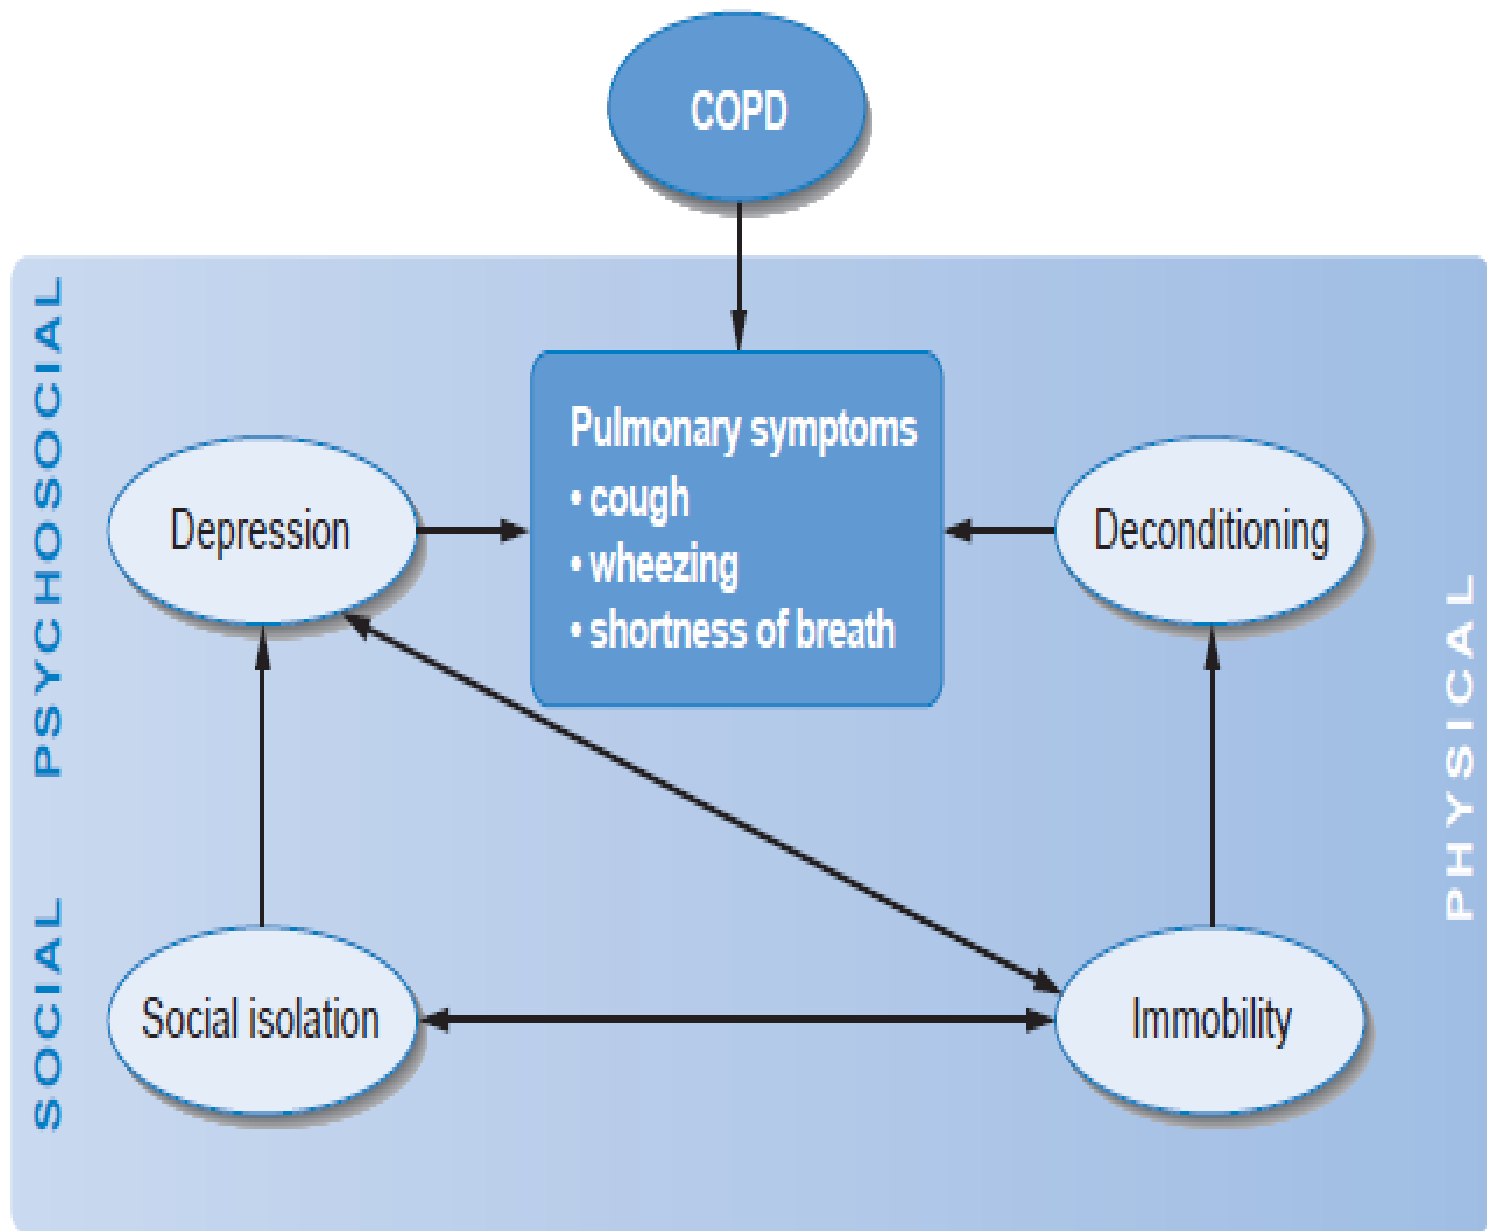 COPD
PSYCHOSOCIAL
Pulmonary symptoms
• cough
• wheezing
• shortness of breath
Depression
Deconditioning
PHYSICAL
SOCIAL
Social isolation
Immobility